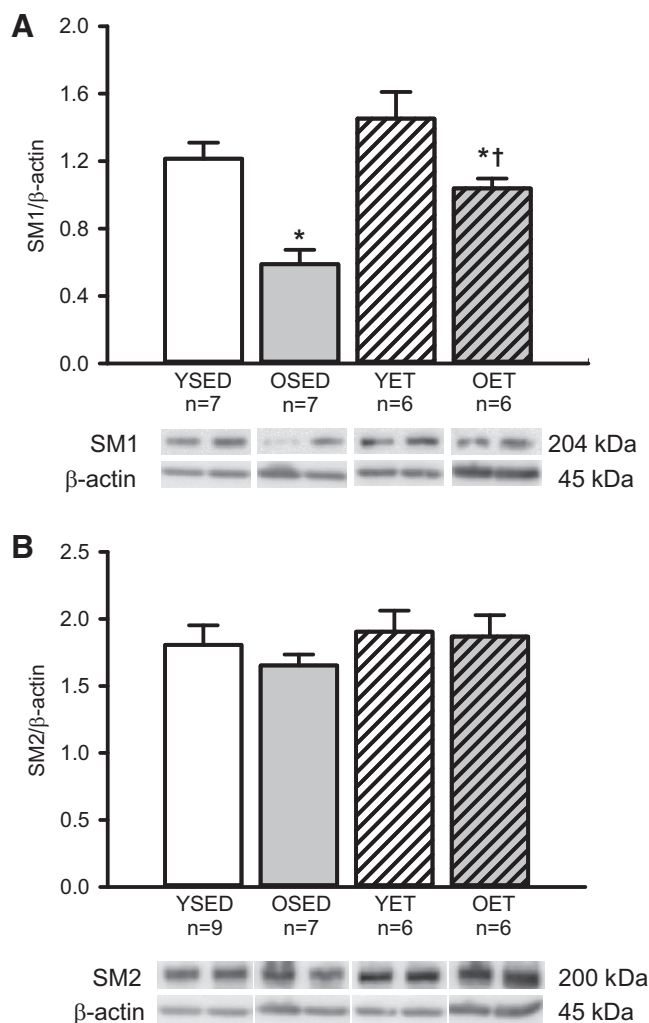 A
SM1/β-actin
2.0
1.6
1.2
0.8
0.4
0.0
*
*†
YSED OSED YET OET
n=7 n=7 n=6 n=6
SM1 204 kDa
β-actin 45 kDa
B
SM2/β-actin
2.5
2.0
1.5
1.0
0.5
0.0
YSED OSED YET OET
n=9 n=7 n=6 n=6
SM2 200 kDa
β-actin 45 kDa